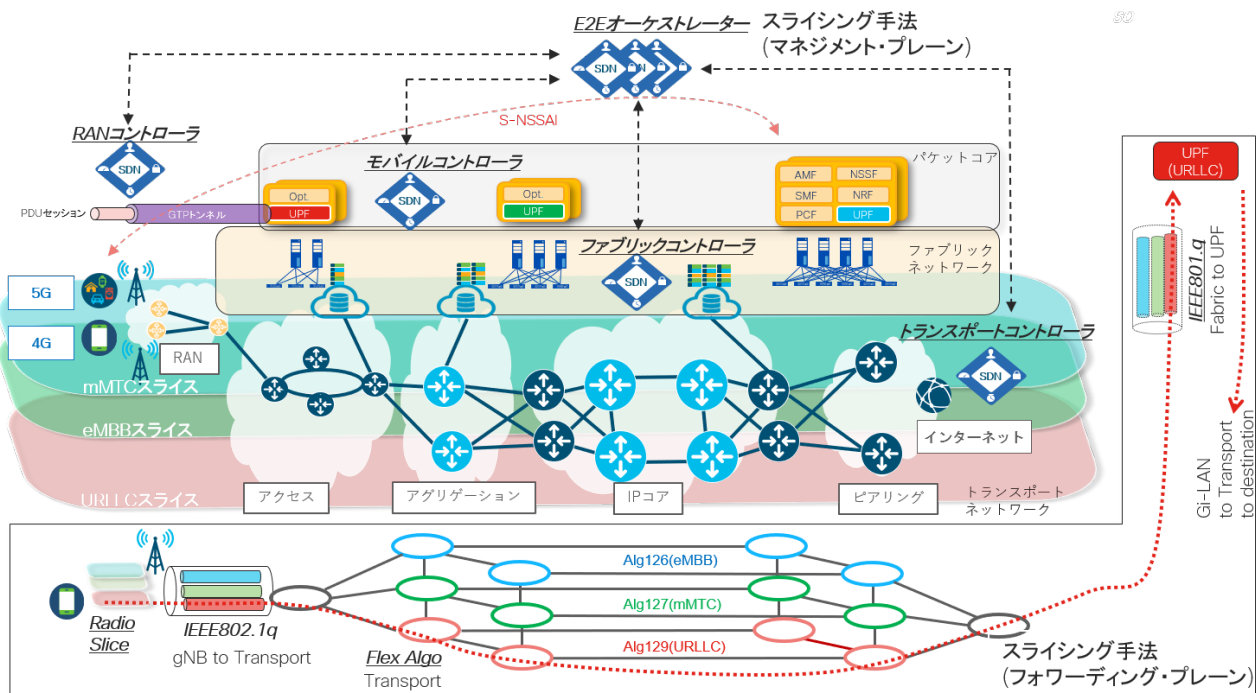 E2Eオーケストレーター
スライシング手法
(マネジメント・プレーン)
80
SDN
SDN
S-NSSAI
RANコントローラ
SDN
モバイルコントローラ
SDN
パケットコア
Opt.
UPF
Opt.
UPF
AMF
NSSF
SMF
NRF
PCF
UPF
PDUセッション
GTPトンネル
ファブリックコントローラ
SDN
ファブリック
ネットワーク
5G
4G
RAN
トランスポートコントローラ
SDN
mMTCスライス
eMBBスライス
URLLCスライス
インターネット
アクセス
アグリゲーション
IPコア
ピアリング
トランスポート
ネットワーク
UPF
(URLLC)
IEEE801.q
Fabric to UPF
Gi-LAN
to Transport
to destination
Alg126(eMBB)
Alg127(mMTC)
Alg129(URLLC)
Radio
Slice
IEEE802.1q
gNB to Transport
Flex Algo
Transport
スライシング手法
(フォワーディング・プレーン)